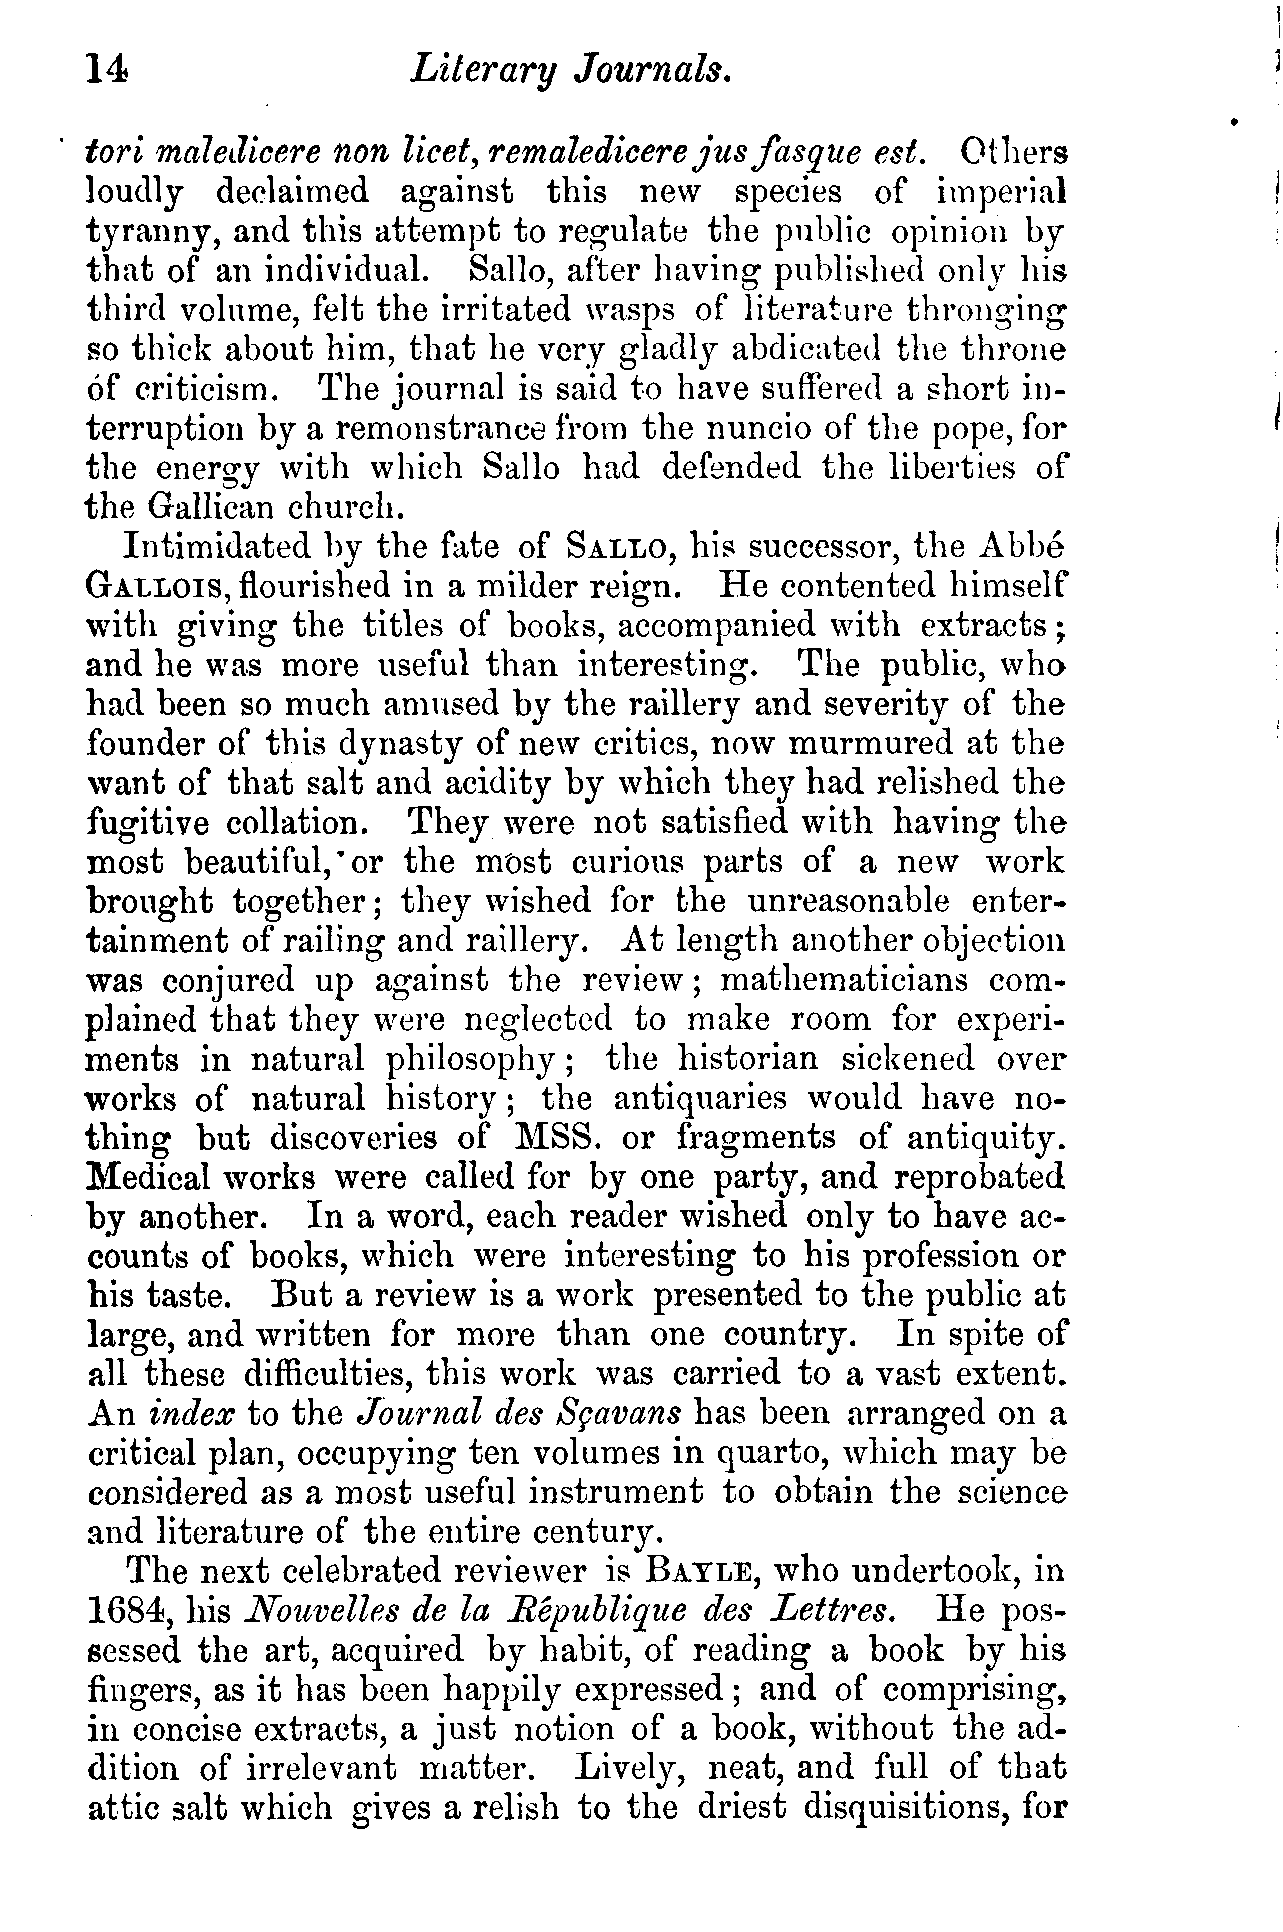 14 Literary Journals.
tori maledicere non licet, remaledicere jus fasque est. Others
loudly declaimed against this new species of imperial
tyranny, and this attempt to regulate the public opinion by
that of an individual. Sallo, after having published only his
third volume, felt the irritated wasps of literature thronging
so thick about him, that he very gladly abdicated the throne
of criticism. The journal is said to have suffered a short in-
terruption by a remonstrance from the nuncio of the pope, for
the energy with which Sallo had defended the liberties of
the Gallican church.
Intimidated by the fate of SALLO, his successor, the Abbé
GALLOIS, flourished in a milder reign. He contented himself
with giving the titles of books, accompanied with extracts;
and he was more useful than interesting. The public, who
had been so much amused by the raillery and severity of the
founder of this dynasty of new critics, now murmured at the
want of that salt and acidity by which they had relished the
fugitive collation. They were not satisfied with having the
most beautiful, or the most curious parts of a new work
brought together; they wished for the unreasonable enter-
tainment of railing and raillery. At length another objection
was conjured up against the review; mathematicians com-
plained that they were neglected to make room for experi-
ments in natural philosophy; the historian sickened over
works of natural history; the antiquaries would have no-
thing but discoveries of MSS. or fragments of antiquity.
Medical works were called for by one party, and reprobated
by another. In a word, each reader wished only to have ac-
counts of books, which were interesting to his profession or
his taste. But a review is a work presented to the public at
large, and written for more than one country. In spite of
all these difficulties, this work was carried to a vast extent.
An index to the Journal des Sçavans has been arranged on a
critical plan, occupying ten volumes in quarto, which may be
considered as a most useful instrument to obtain the science
and literature of the entire century.
The next celebrated reviewer is BAYLE, who undertook, in
1684, his Nouvelles de la République des Lettres. He pos-
sessed the art, acquired by habit, of reading a book by his
fingers, as it has been happily expressed; and of comprising,
in concise extracts, a just notion of a book, without the ad-
dition of irrelevant matter. Lively, neat, and full of that
attic salt which gives a relish to the driest disquisitions, for